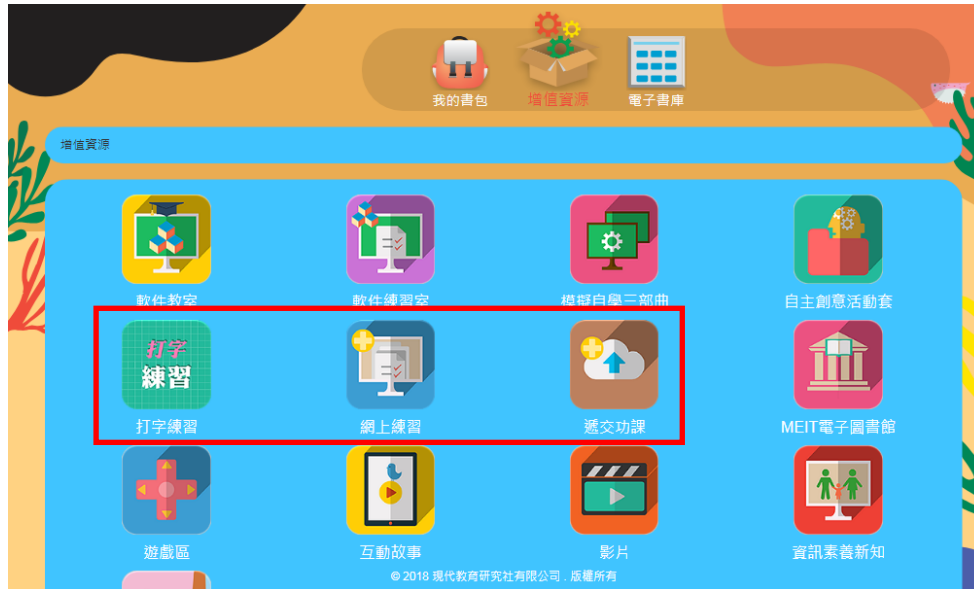 我的書包 增值資源 電子書庫
增值資源
軟件教室 軟件練習室 模擬自學三部曲 自主創意活動套
打字
練習
打字練習 網上練習 遞交功課 MEIT電子圖書館
遊戲區 互動故事 影片 資訊素養新知
© 2018 現代教育研究社有限公司 . 版權所有